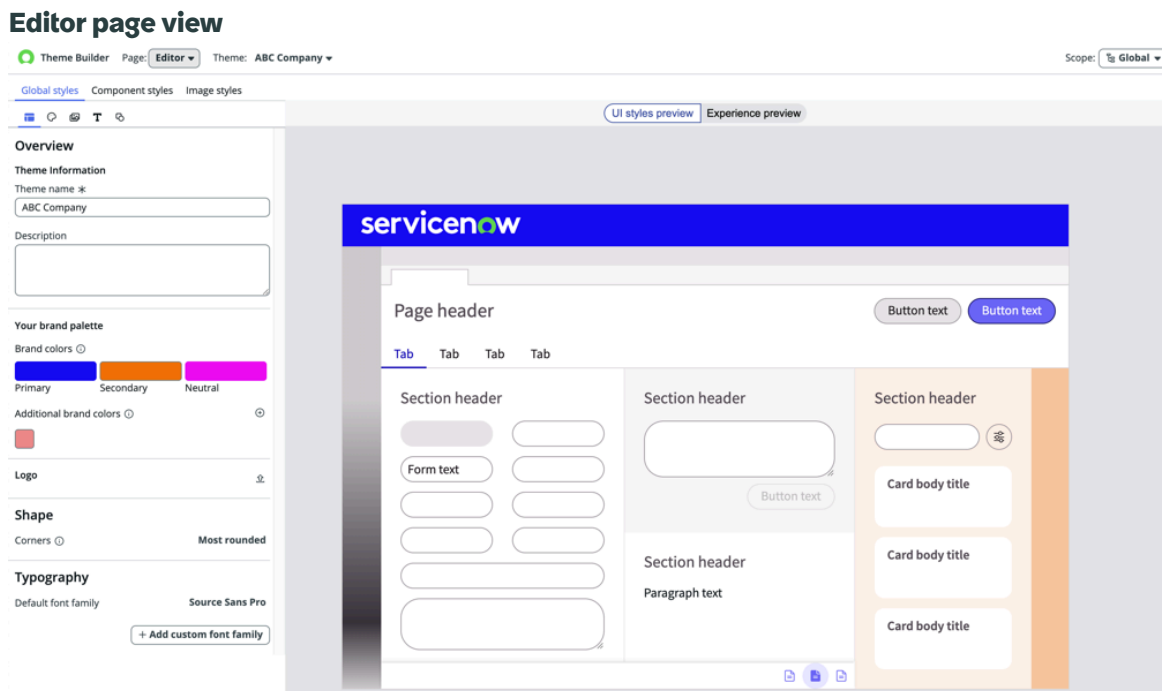 Editor page view
Theme Builder Page: Editor Theme: ABC Company Scope: Global
Global styles Component styles Image styles
UI styles preview Experience preview
Overview
Theme Information
Theme name *
ABC Company
Description
Your brand palette
Brand colors
Primary Secondary Neutral
Additional brand colors
Logo
Shape
Corners Most rounded
Typography
Default font family Source Sans Pro
+ Add custom font family
servicenow
Page header Button text Button text
Tab Tab Tab Tab
Section header
Form text
Section header
Button text
Section header
Paragraph text
Section header
Card body title
Card body title
Card body title